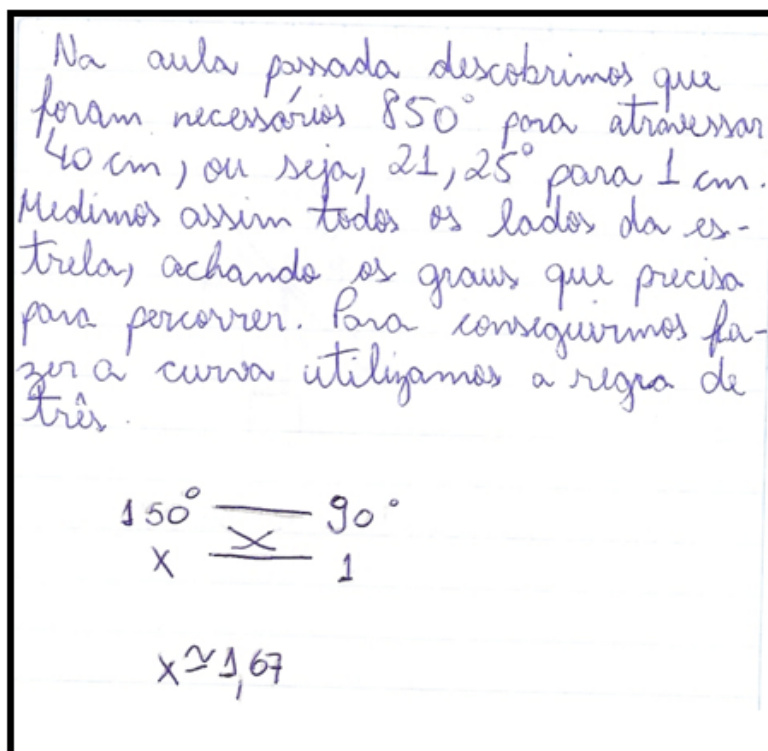 Na aula passada descobrimos que
foram necessários 850° para atravessar
40 cm, ou seja, 21,25° para 1 cm.
Medimos assim todos os lados da es-
trela, achando os graus que precisa
para percorrer. Para conseguirmos fa-
zer a curva utilizamos a regra de
três.
150° — 90°
x — 1
x≃1,67